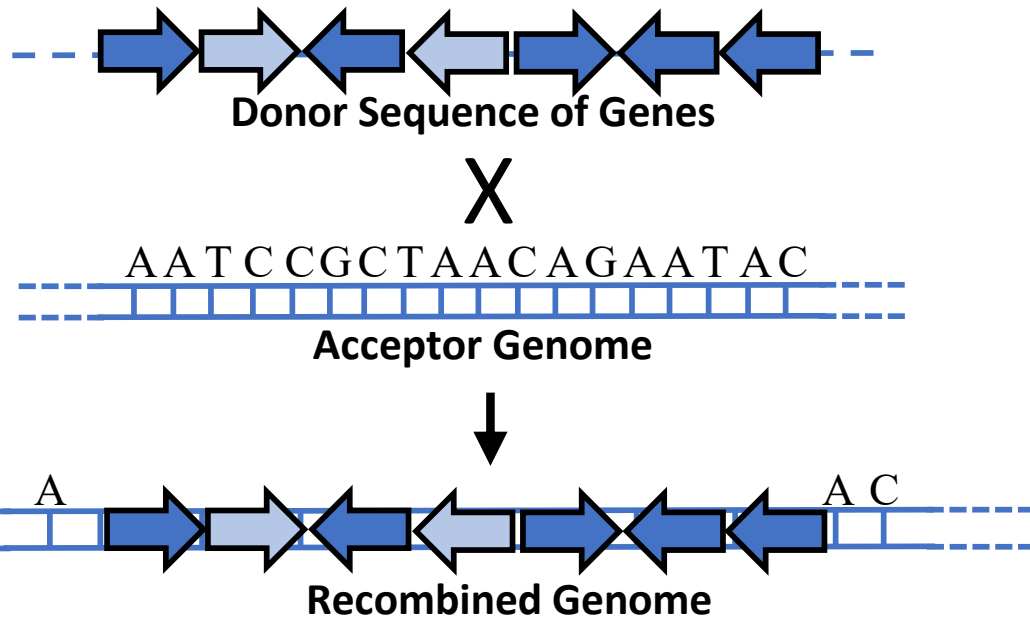 Donor Sequence of Genes
X
A A T C C G C T A A C A G A A T A C
Acceptor Genome
A A C
Recombined Genome